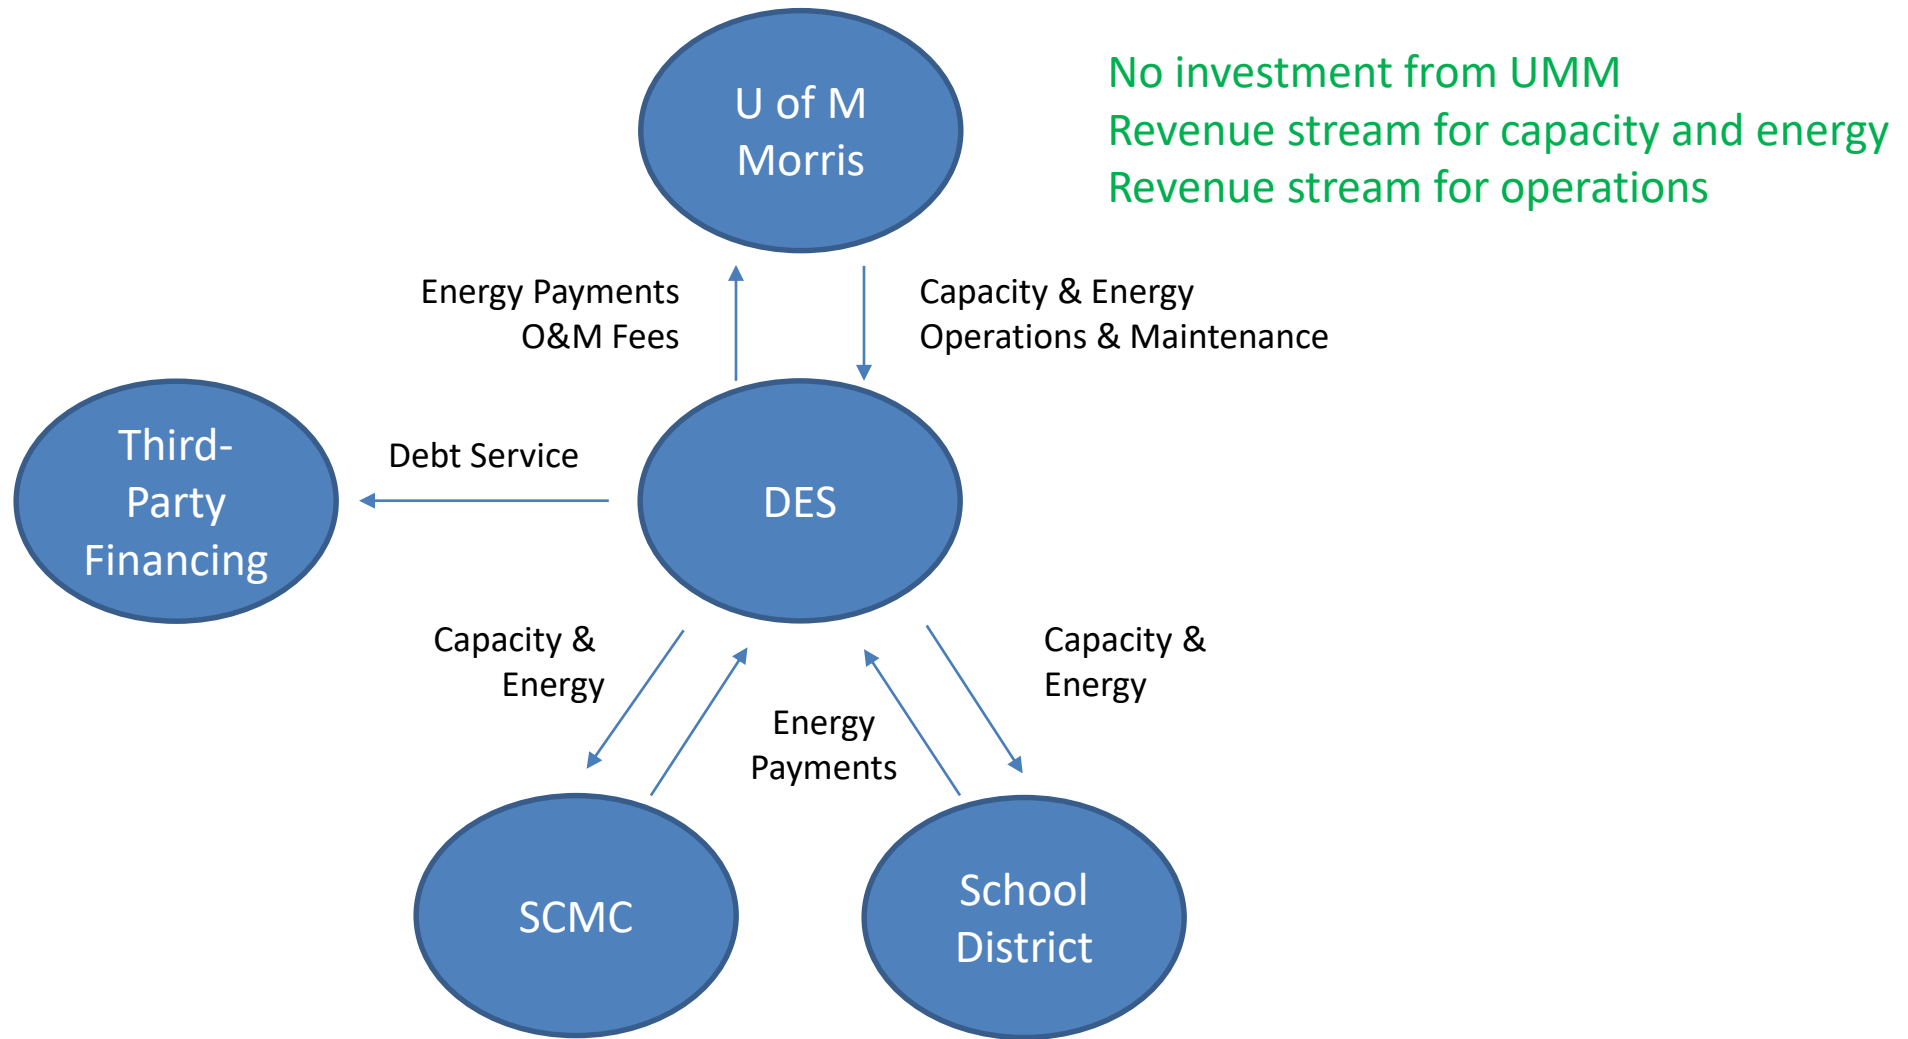 U of M
Morris
No investment from UMM
Revenue stream for capacity and energy
Revenue stream for operations
Energy Payments
O&M Fees
Capacity & Energy
Operations & Maintenance
Third-
Party
Financing
Debt Service
DES
Capacity &
Energy
Energy
Payments
Capacity &
Energy
SCMC
School
District